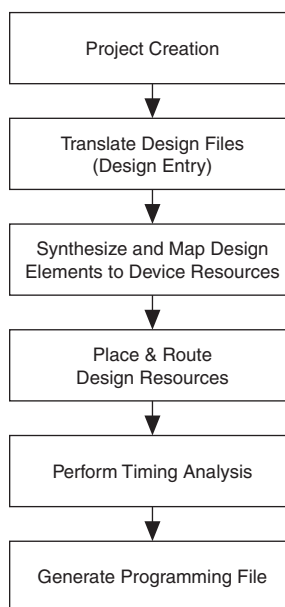 Project Creation
Translate Design Files
(Design Entry)
Synthesize and Map Design
Elements to Device Resources
Place & Route
Design Resources
Perform Timing Analysis
Generate Programming File